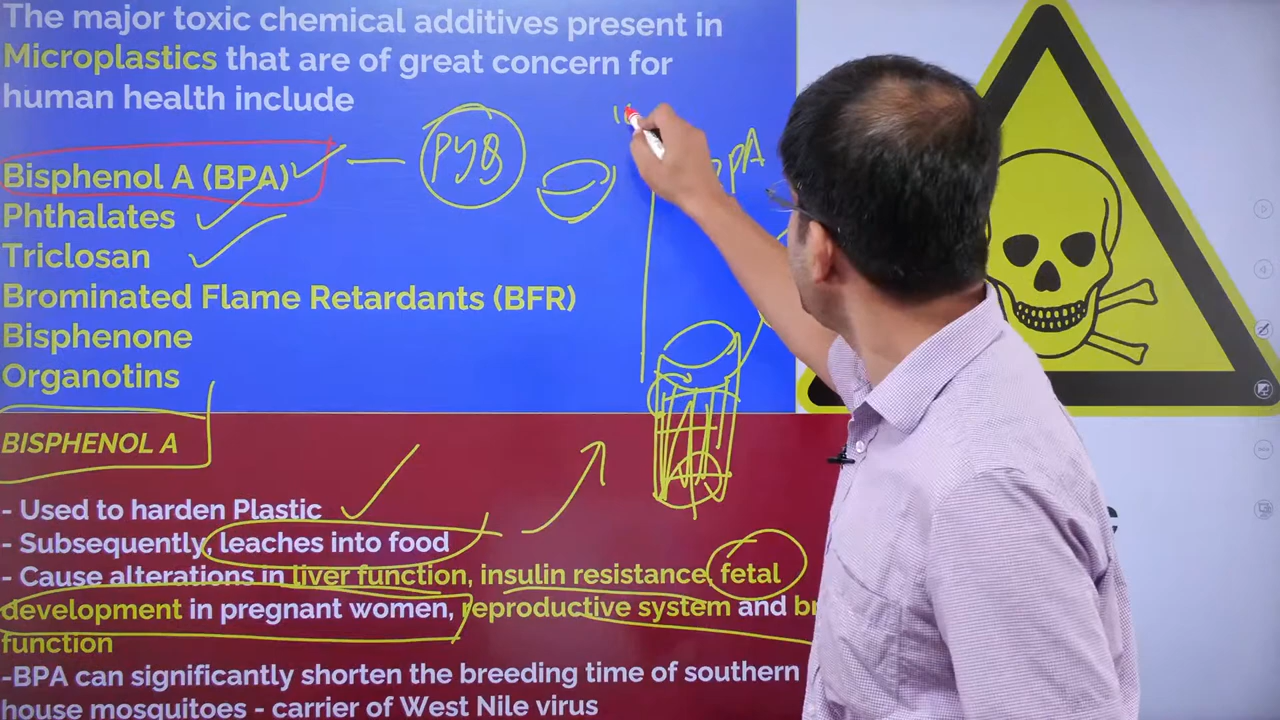 The major toxic chemical additives present in
Microplastics that are of great concern for
human health include
Bisphenol A (BPA)
PYB
BPA
Phthalates
Triclosan
Brominated Flame Retardants (BFR)
Bisphenone
Organotins
BISPHENOL A
- Used to harden Plastic
- Subsequently, leaches into food
- Cause alterations in liver function, insulin resistance, fetal
development in pregnant women, reproductive system and
function
-BPA can significantly shorten the breeding time of southern
house mosquitoes - carrier of West Nile virus